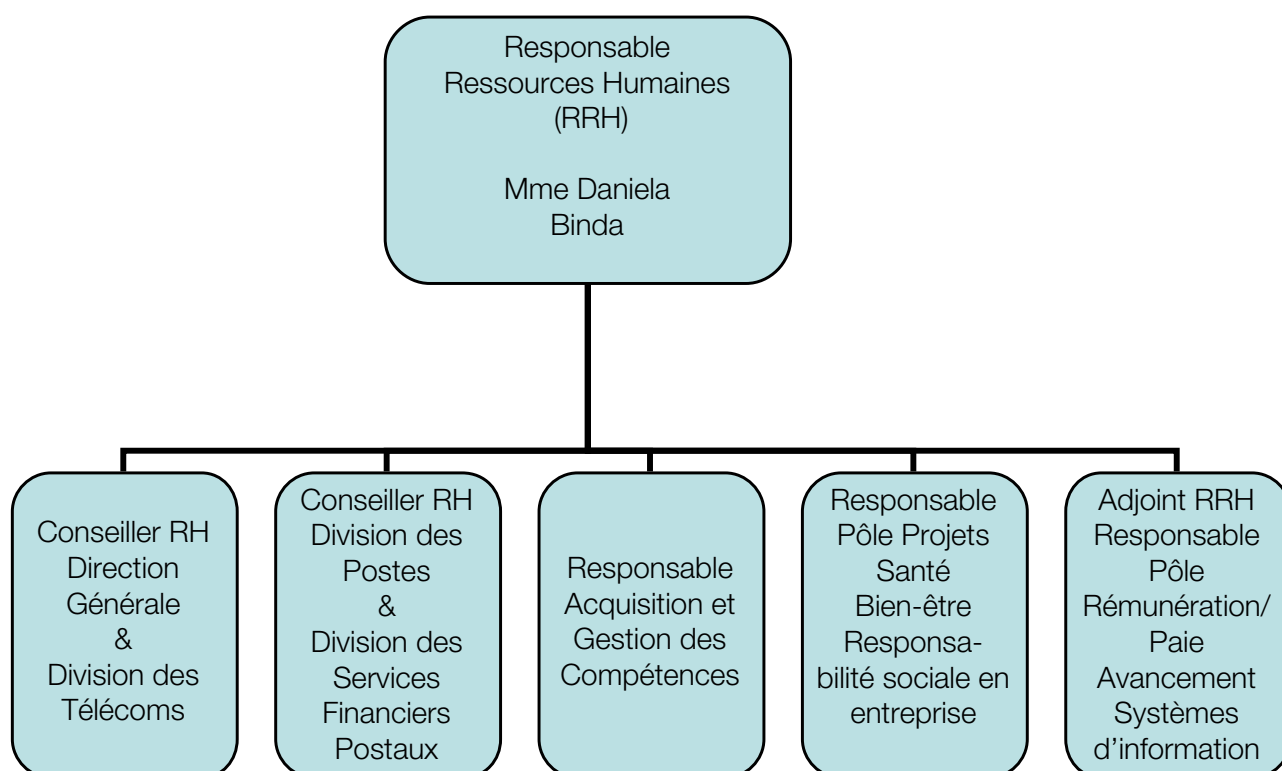 Responsable
Ressources Humaines
(RRH)
Mme Daniela
Binda
Conseiller RH
Direction
Générale
&
Division des
Télécoms
Conseiller RH
Division des
Postes
&
Division des
Services
Financiers
Postaux
Responsable
Acquisition et
Gestion des
Compétences
Responsable
Pôle Projets
Santé
Bien-être
Responsa-
bilité sociale en
entreprise
Adjoint RRH
Responsable
Pôle
Rémunération/
Paie
Avancement
Systèmes
d’information